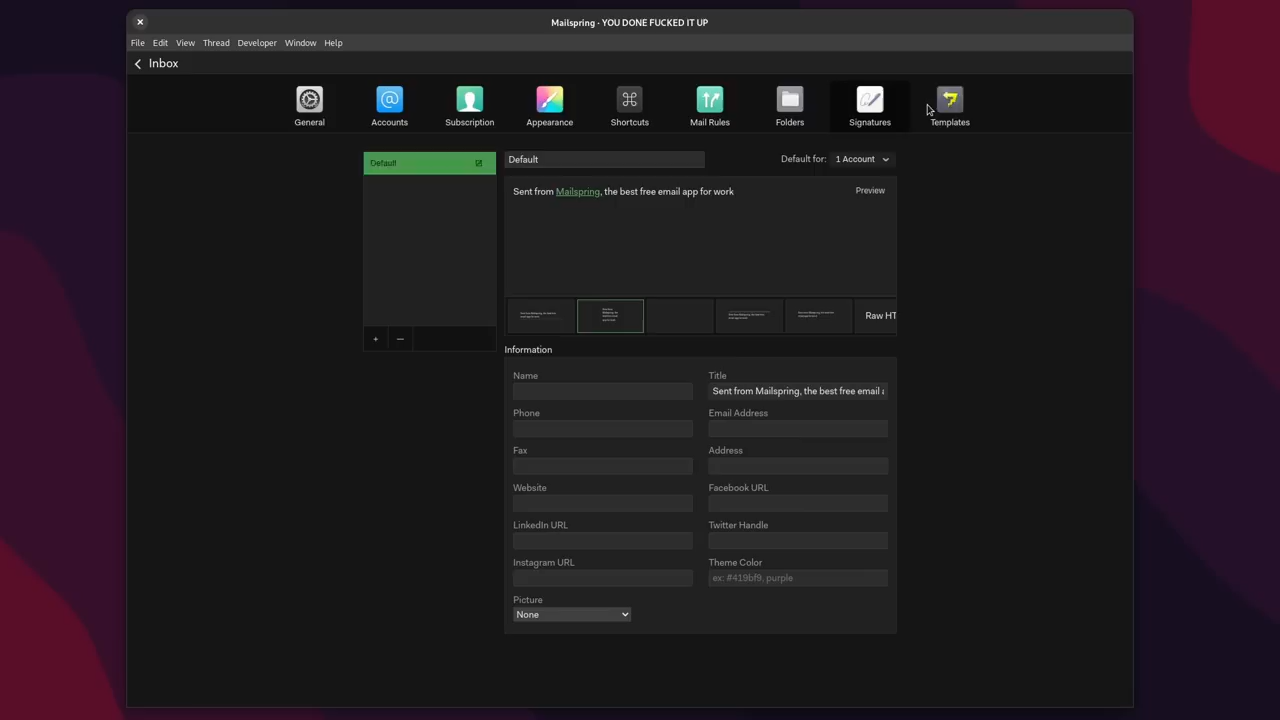 Mailspring · YOU DONE FUCKED IT UP
File Edit View Thread Developer Window Help
Inbox
General Accounts Subscription Appearance Shortcuts Mail Rules Folders Signatures Templates
Default
Default
Default for: 1 Account
Sent from Mailspring, the best free email app for work
Preview
Raw HT
+ −
Information
Name
Title
Sent from Mailspring, the best free email a
Phone
Email Address
Fax
Address
Website
Facebook URL
LinkedIn URL
Twitter Handle
Instagram URL
Theme Color
ex: #419bf9, purple
Picture
None